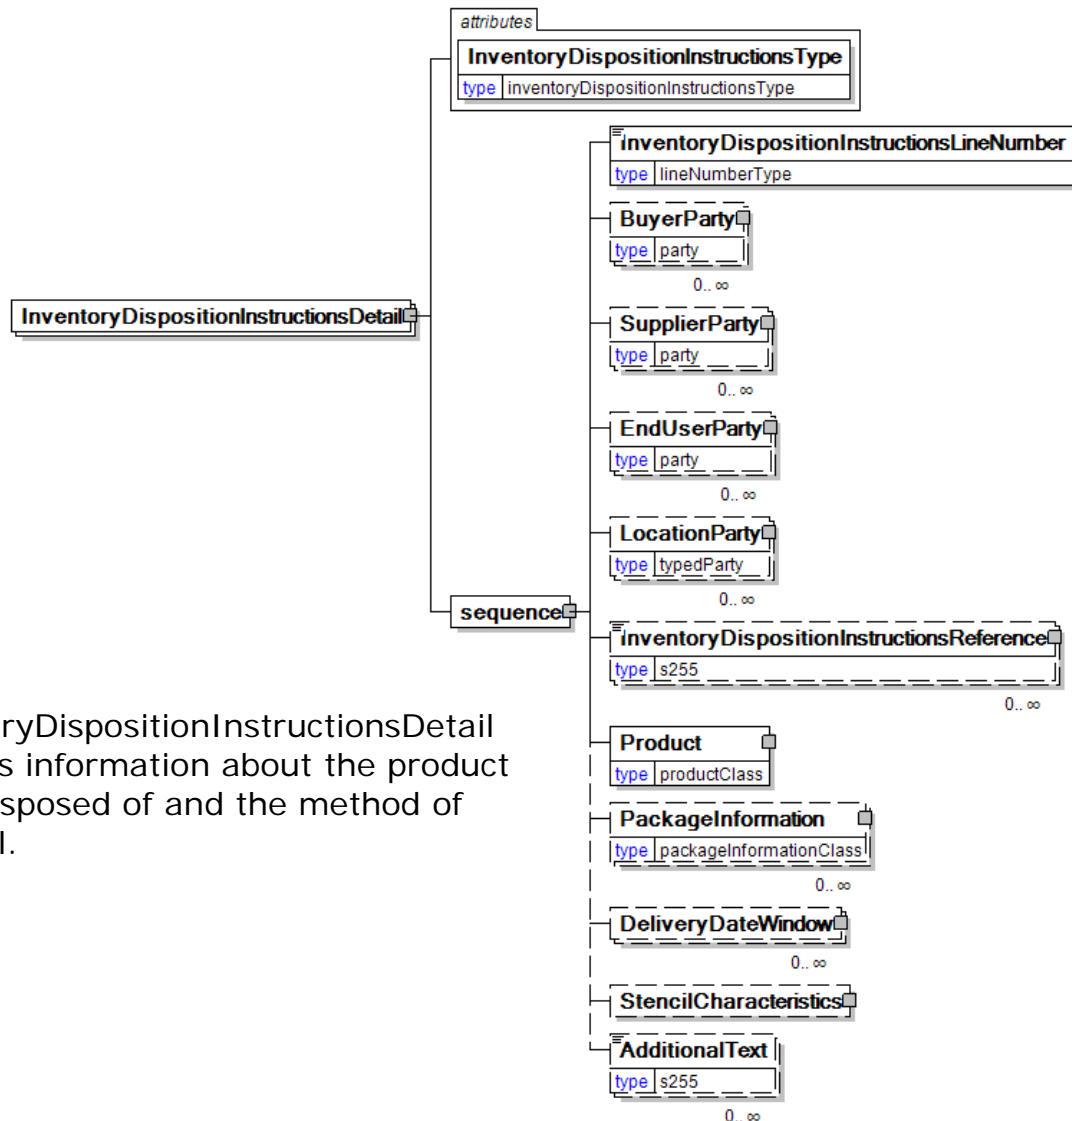 attributes
InventoryDispositionInstructionsType
type inventoryDispositionInstructionsType
InventoryDispositionInstructionsLineNumber
type lineNumberType
BuyerParty
type party
0.. ∞
InventoryDispositionInstructionsDetail
SupplierParty
type party
0.. ∞
EndUserParty
type party
0.. ∞
LocationParty
type typedParty
0.. ∞
sequence
InventoryDispositionInstructionsReference
type s255
0.. ∞
ryDispositionInstructionsDetail
s information about the product
sposed of and the method of
l.
Product
type productClass
PackageInformation
type packageInformationClass
0.. ∞
DeliveryDateWindow
0.. ∞
StencilCharacteristics
AdditionalText
type s255
0.. ∞